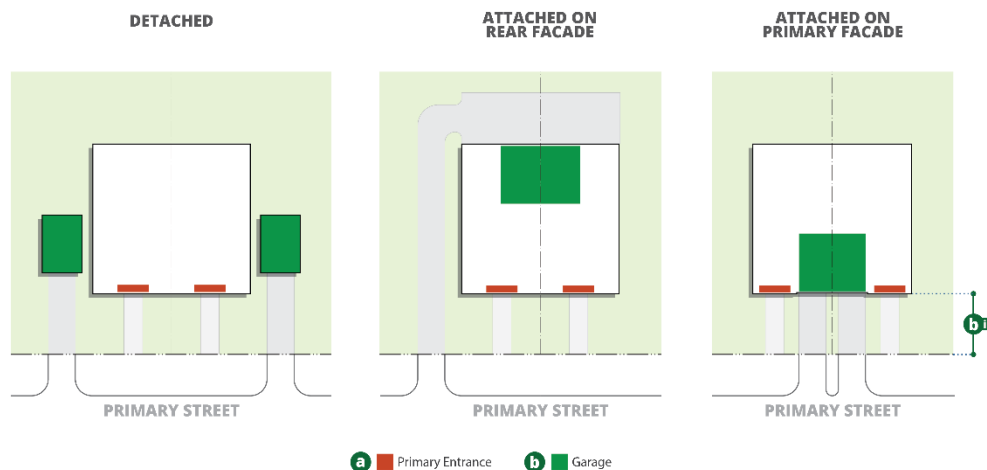 DETACHED
ATTACHED ON
REAR FACADE
ATTACHED ON
PRIMARY FACADE
b i
PRIMARY STREET
PRIMARY STREET
PRIMARY STREET
a Primary Entrance
b Garage